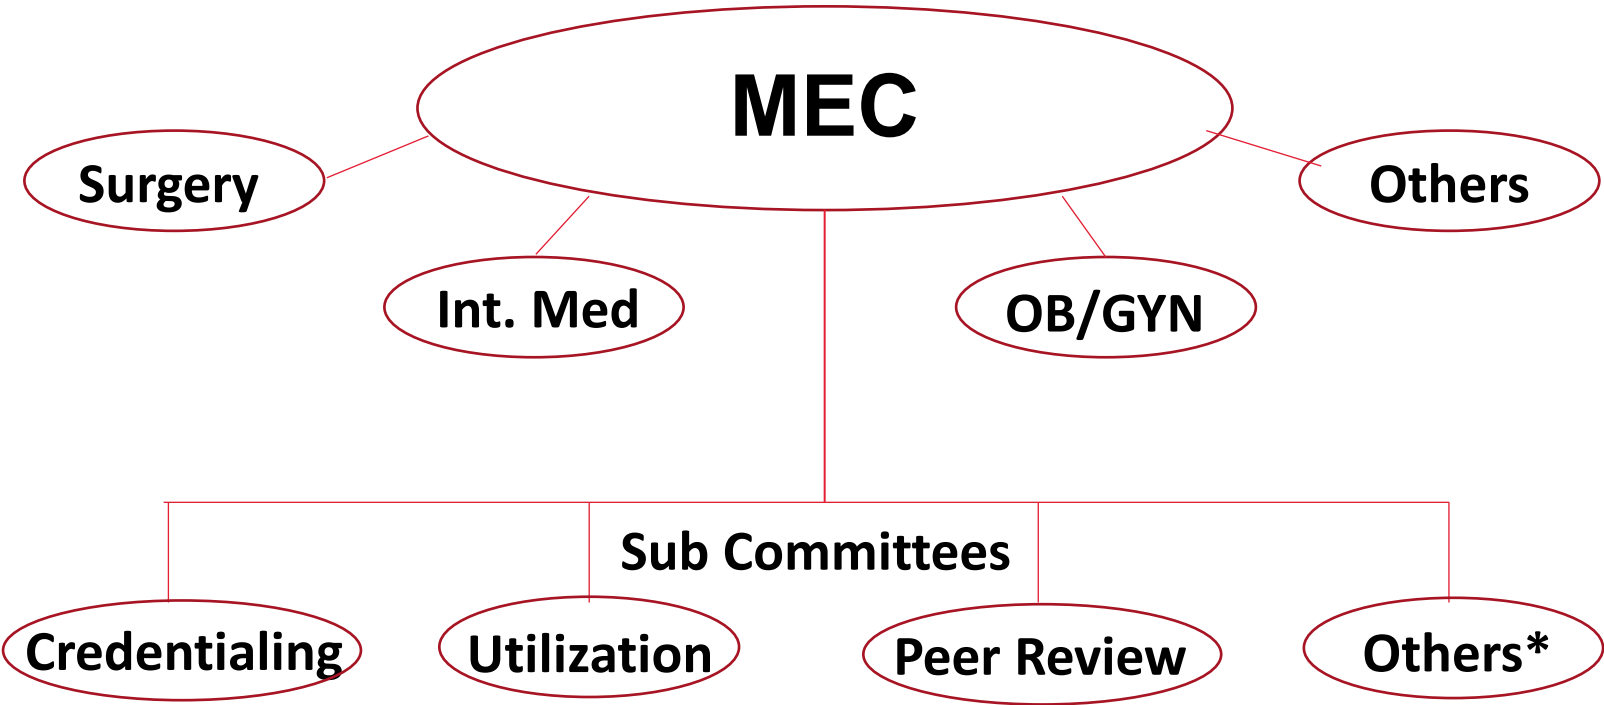 MEC
Surgery
Others
Int. Med
OB/GYN
Sub Committees
Credentialing
Utilization
Peer Review
Others*